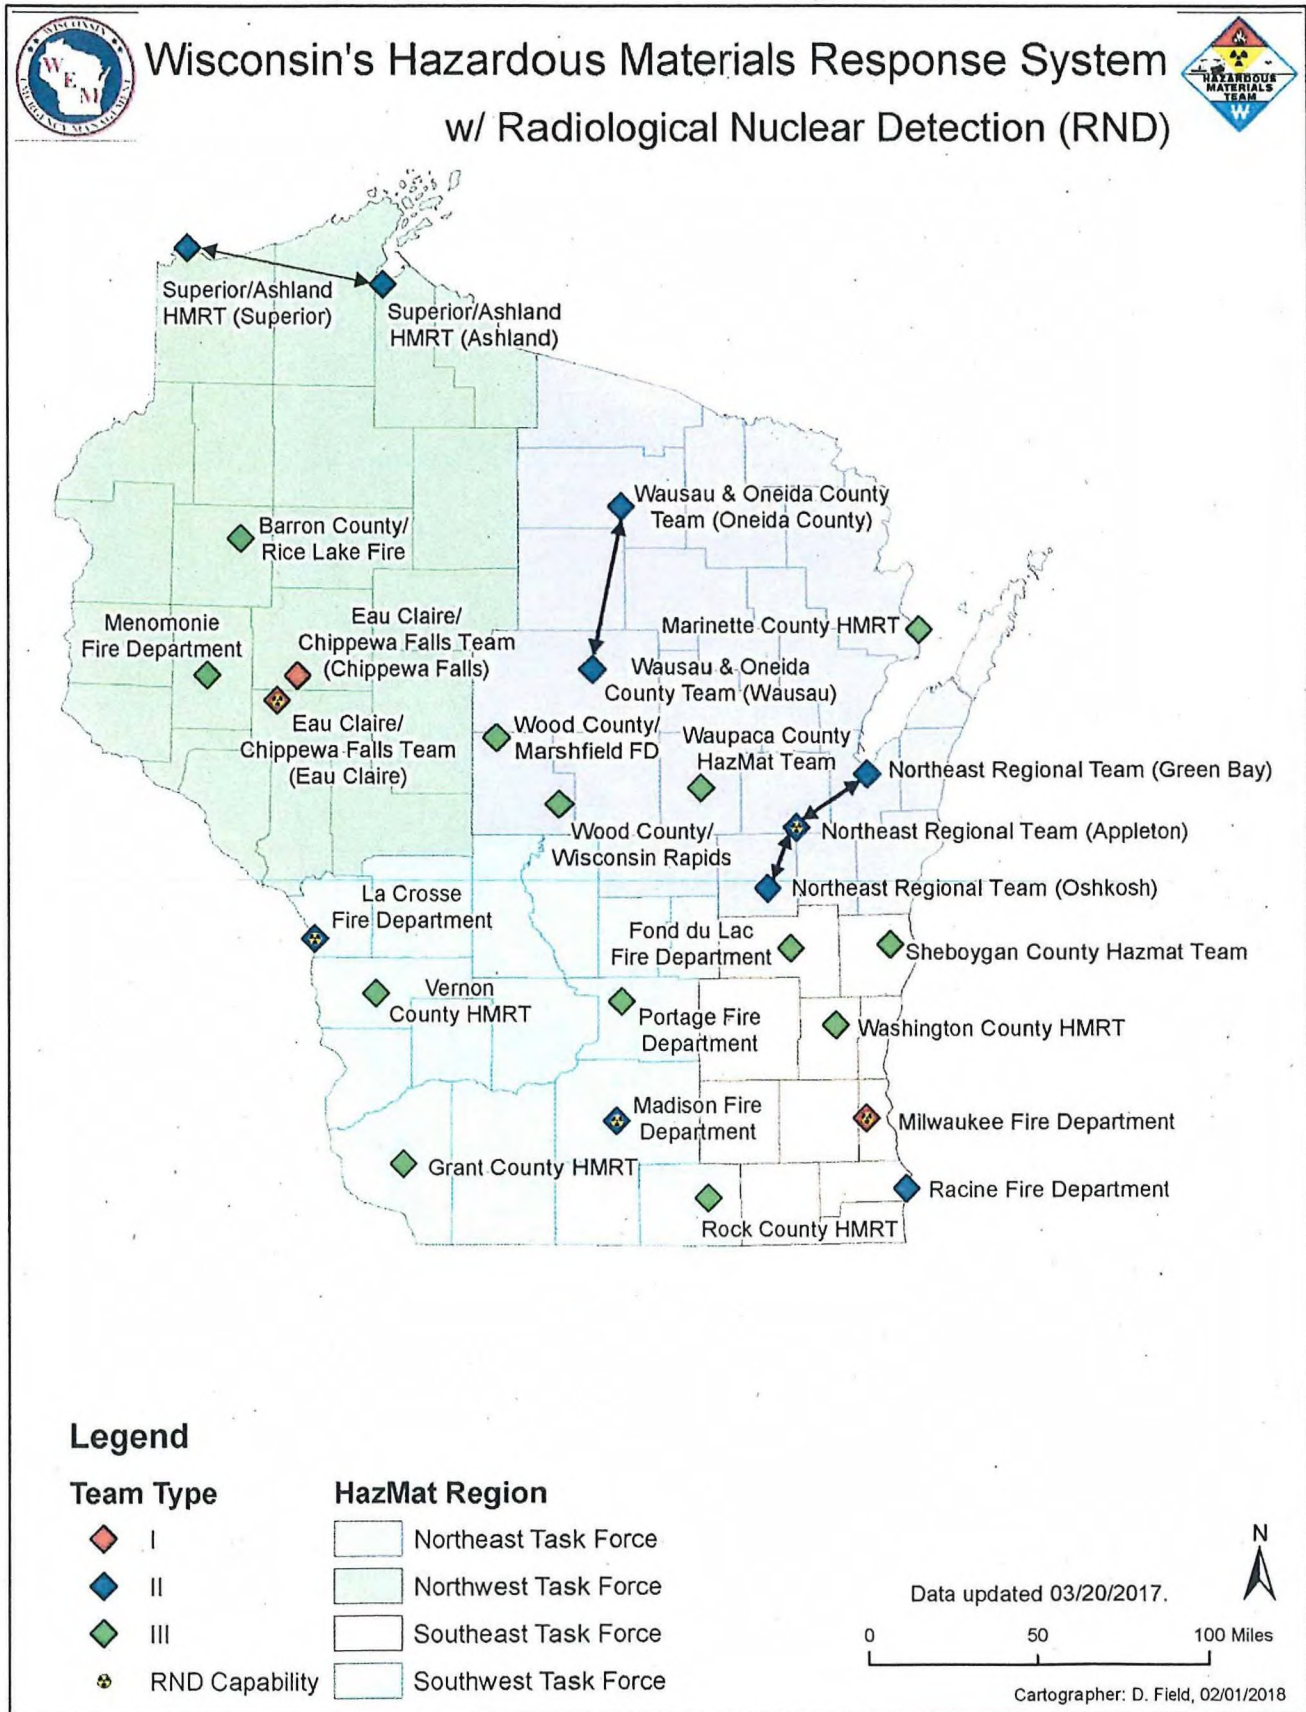 WISCONSIN
WEM
EMERGENCY MANAGEMENT
Wisconsin's Hazardous Materials Response System
w/ Radiological Nuclear Detection (RND)
HAZARDOUS
MATERIALS
TEAM
W
Superior/Ashland
HMRT (Superior)
Superior/Ashland
HMRT (Ashland)
Wausau & Oneida County
Team (Oneida County)
Barron County/
Rice Lake Fire
Menomonie
Fire Department
Eau Claire/
Chippewa Falls Team
(Chippewa Falls)
Marinette County HMRT
Wausau & Oneida
County Team (Wausau)
Eau Claire/
Chippewa Falls Team
(Eau Claire)
Wood County/
Marshfield FD
Waupaca County
HazMat Team
Northeast Regional Team (Green Bay)
Wood County/
Wisconsin Rapids
Northeast Regional Team (Appleton)
Northeast Regional Team (Oshkosh)
La Crosse
Fire Department
Fond du Lac
Fire Department
Sheboygan County Hazmat Team
Vernon
County HMRT
Portage Fire
Department
Washington County HMRT
Madison Fire
Department
Milwaukee Fire Department
Grant County HMRT
Racine Fire Department
Rock County HMRT
Legend
Team Type
I
II
III
RND Capability
HazMat Region
Northeast Task Force
Northwest Task Force
Southeast Task Force
Southwest Task Force
N
Data updated 03/20/2017.
0 50 100 Miles
Cartographer: D. Field, 02/01/2018